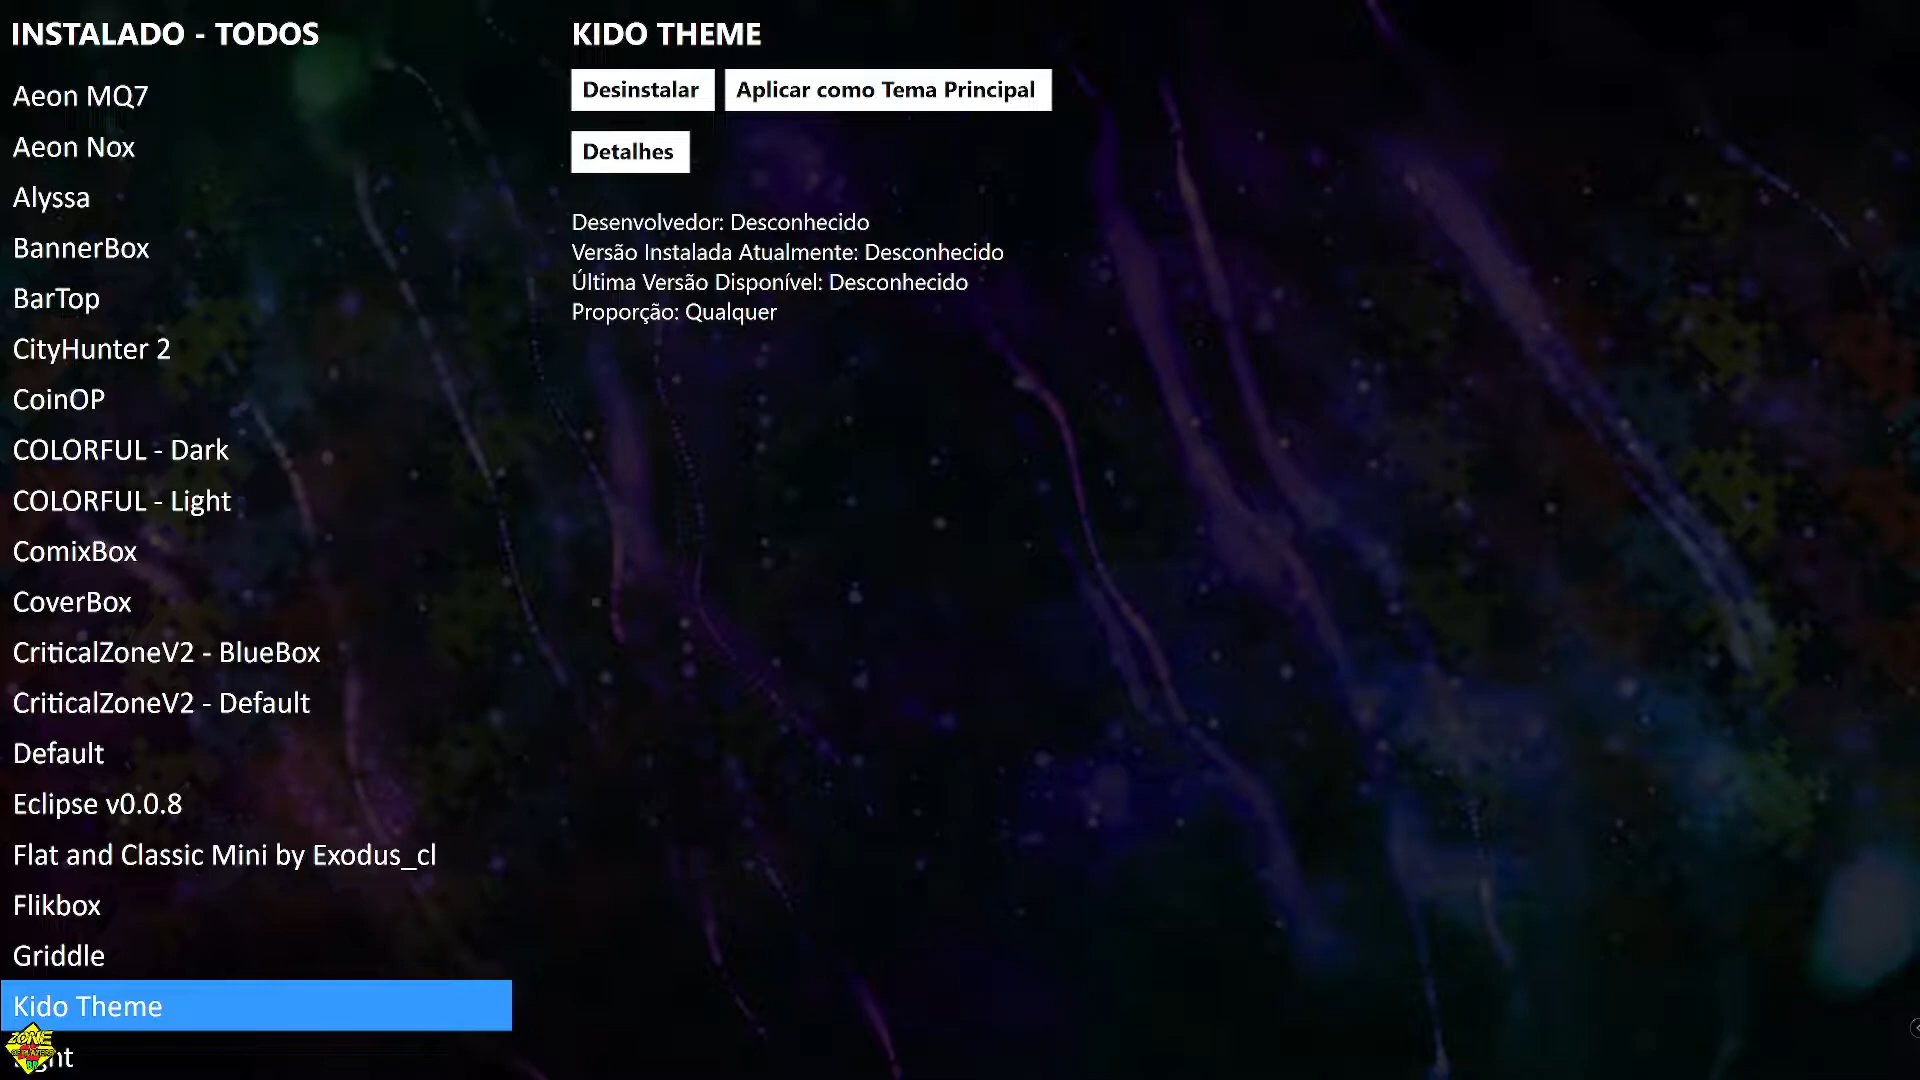 INSTALADO - TODOS
Aeon MQ7
Aeon Nox
Alyssa
BannerBox
BarTop
CityHunter 2
CoinOP
COLORFUL - Dark
COLORFUL - Light
ComixBox
CoverBox
CriticalZoneV2 - BlueBox
CriticalZoneV2 - Default
Default
Eclipse v0.0.8
Flat and Classic Mini by Exodus_cl
Flikbox
Griddle
Kido Theme
ZONE
KIDO THEME
Desinstalar
Aplicar como Tema Principal
Detalhes
Desenvolvedor: Desconhecido
Versão Instalada Atualmente: Desconhecido
Última Versão Disponível: Desconhecido
Proporção: Qualquer